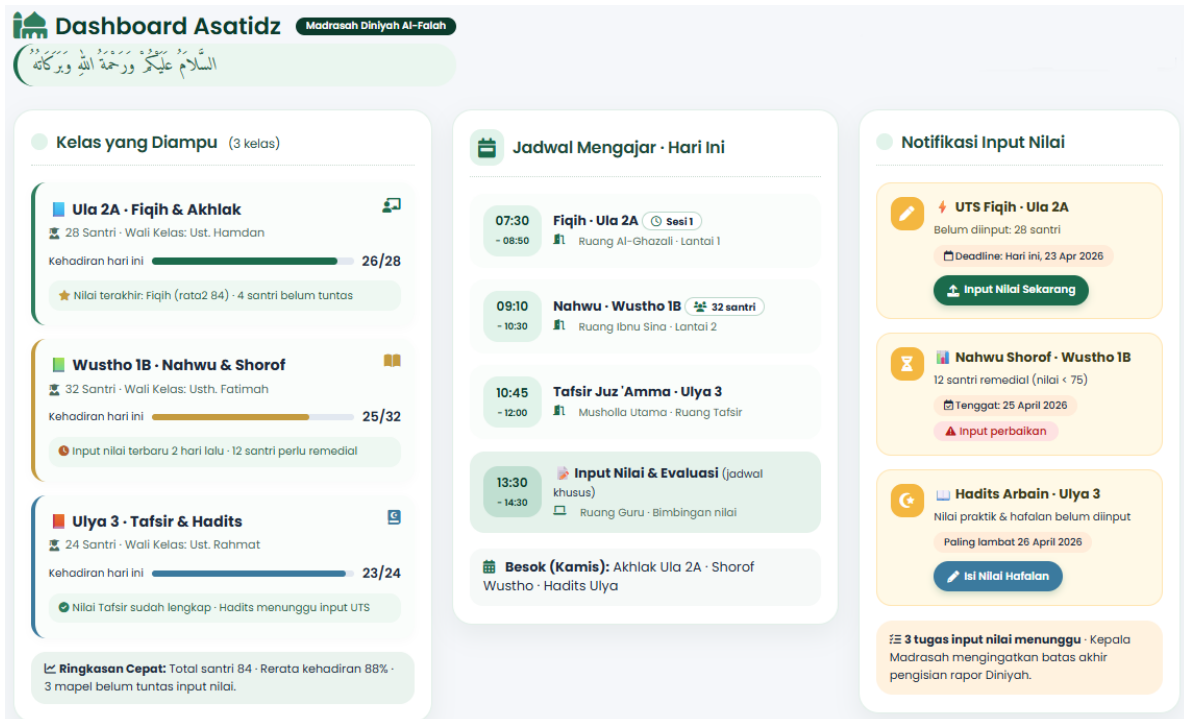 Dashboard Asatidz
Madrasah Diniyah Al-Falah
السَّلَامُ عَلَيْكُمْ وَرَحْمَةُ اللهِ وَبَرَكَاتُهُ
Kelas yang Diampu (3 kelas)
Ula 2A · Fiqih & Akhlak
28 Santri · Wali Kelas: Ust. Hamdan
Kehadiran hari ini 26/28
Nilai terakhir: Fiqih (rata2 84) · 4 santri belum tuntas
Wustho 1B · Nahwu & Shorof
32 Santri · Wali Kelas: Usth. Fatimah
Kehadiran hari ini 25/32
Input nilai terbaru 2 hari lalu · 12 santri perlu remedial
Ulya 3 · Tafsir & Hadits
24 Santri · Wali Kelas: Ust. Rahmat
Kehadiran hari ini 23/24
Nilai Tafsir sudah lengkap · Hadits menunggu input UTS
Ringkasan Cepat: Total santri 84 · Rerata kehadiran 88% ·
3 mapel belum tuntas input nilai.
Jadwal Mengajar · Hari Ini
07:30
- 08:50
Fiqih · Ula 2A Sesi 1
Ruang Al-Ghazali · Lantai 1
09:10
- 10:30
Nahwu · Wustho 1B 32 santri
Ruang Ibnu Sina · Lantai 2
10:45
- 12:00
Tafsir Juz 'Amma · Ulya 3
Musholla Utama · Ruang Tafsir
13:30
- 14:30
Input Nilai & Evaluasi (jadwal
khusus)
Ruang Guru · Bimbingan nilai
Besok (Kamis): Akhlak Ula 2A · Shorof
Wustho · Hadits Ulya
Notifikasi Input Nilai
UTS Fiqih · Ula 2A
Belum diinput: 28 santri
Deadline: Hari ini, 23 Apr 2026
Input Nilai Sekarang
Nahwu Shorof · Wustho 1B
12 santri remedial (nilai < 75)
Tenggat: 25 April 2026
Input perbaikan
Hadits Arbain · Ulya 3
Nilai praktik & hafalan belum diinput
Paling lambat 26 April 2026
Isi Nilai Hafalan
3 tugas input nilai menunggu · Kepala
Madrasah mengingatkan batas akhir
pengisian rapor Diniyah.